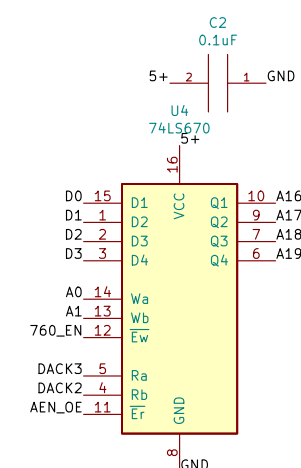 C2
0.1uF
5+ 2 1 GND
U4
74LS670
5+
16
D0 15 D1 VCC Q1 10 A16
D1 1 D2 Q2 9 A17
D2 2 D3 Q3 7 A18
D3 3 D4 Q4 6 A19
A0 14 Wa
A1 13 Wb
760_EN 12 Ew
DACK3 5 Ra
DACK2 4 Rb
AEN_OE 11 Er
GND
8
GND